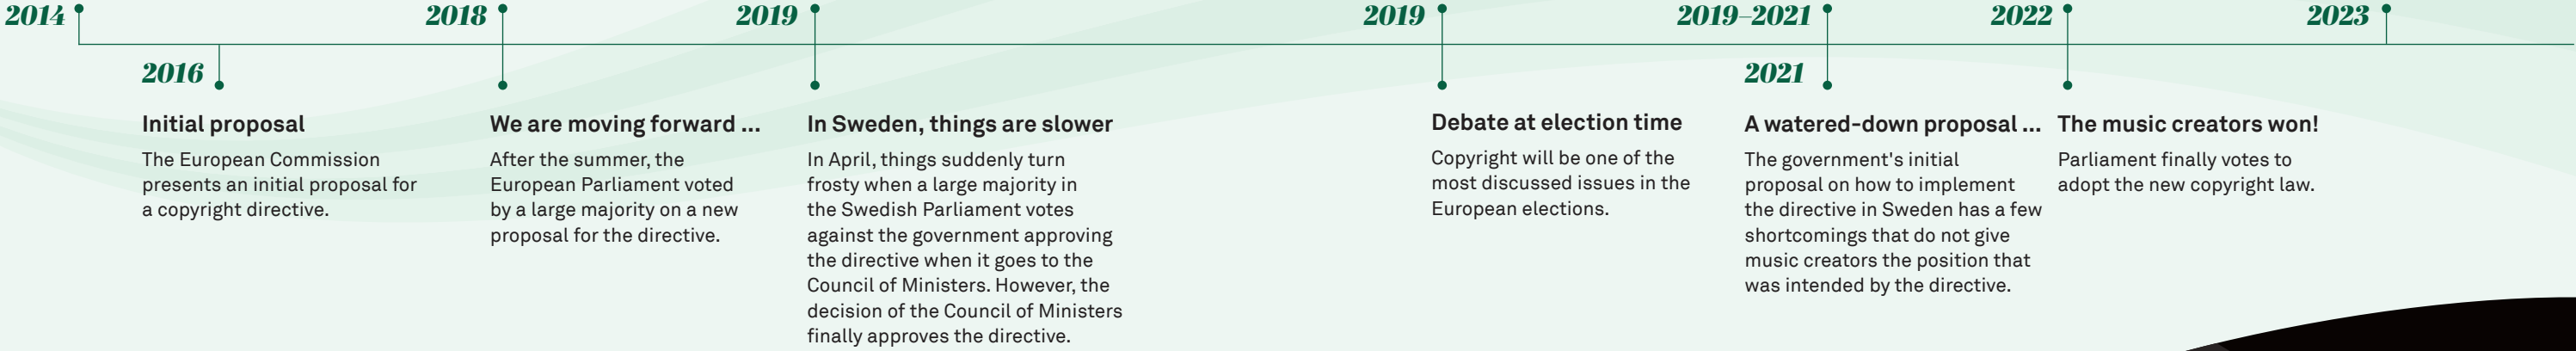 2014
2018
2019
2019
2019–2021
2022
2023
2016
2021
Initial proposal
The European Commission
presents an initial proposal for
a copyright directive.
We are moving forward ...
After the summer, the
European Parliament voted
by a large majority on a new
proposal for the directive.
In Sweden, things are slower
In April, things suddenly turn
frosty when a large majority in
the Swedish Parliament votes
against the government approving
the directive when it goes to the
Council of Ministers. However, the
decision of the Council of Ministers
finally approves the directive.
Debate at election time
Copyright will be one of the
most discussed issues in the
European elections.
A watered-down proposal ...
The government's initial
proposal on how to implement
the directive in Sweden has a few
shortcomings that do not give
music creators the position that
was intended by the directive.
The music creators won!
Parliament finally votes to
adopt the new copyright law.